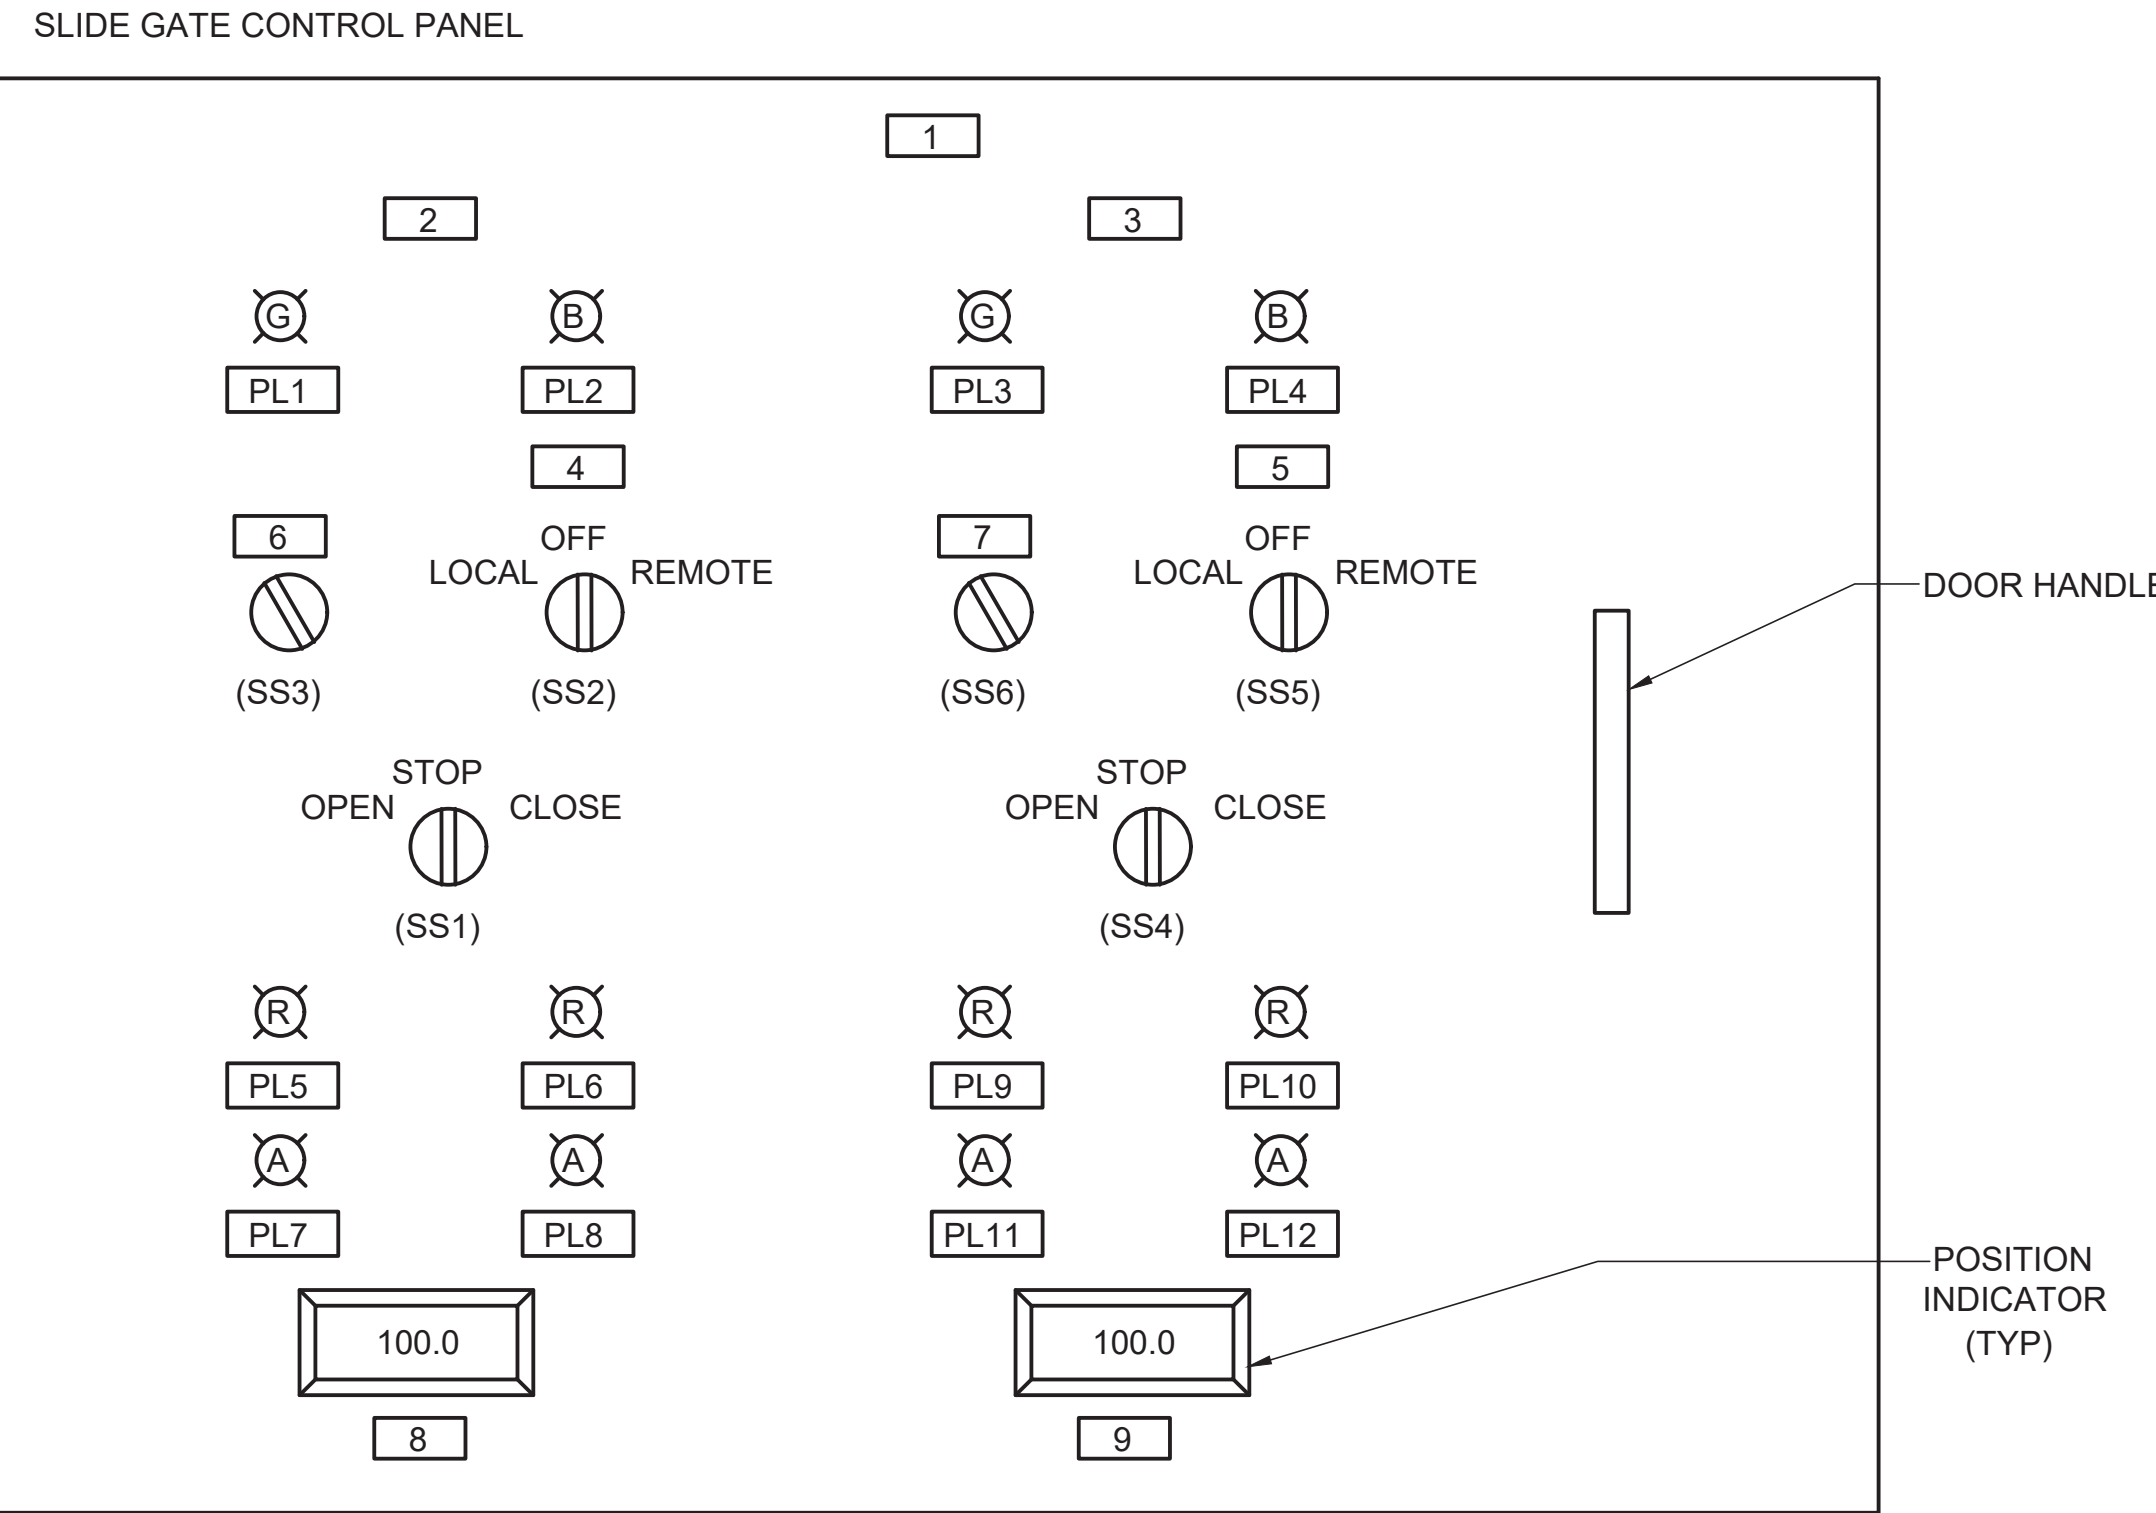 SLIDE GATE CONTROL PANEL
1
2 3
G B G B
PL1 PL2 PL3 PL4
4 5
6 OFF 7 OFF
LOCAL REMOTE LOCAL REMOTE
DOOR HANDLE
(SS3) (SS2) (SS6) (SS5)
STOP STOP
OPEN CLOSE OPEN CLOSE
(SS1) (SS4)
R R R R
PL5 PL6 PL9 PL10
A A A A
PL7 PL8 PL11 PL12
POSITION
INDICATOR
(TYP)
100.0 100.0
8 9